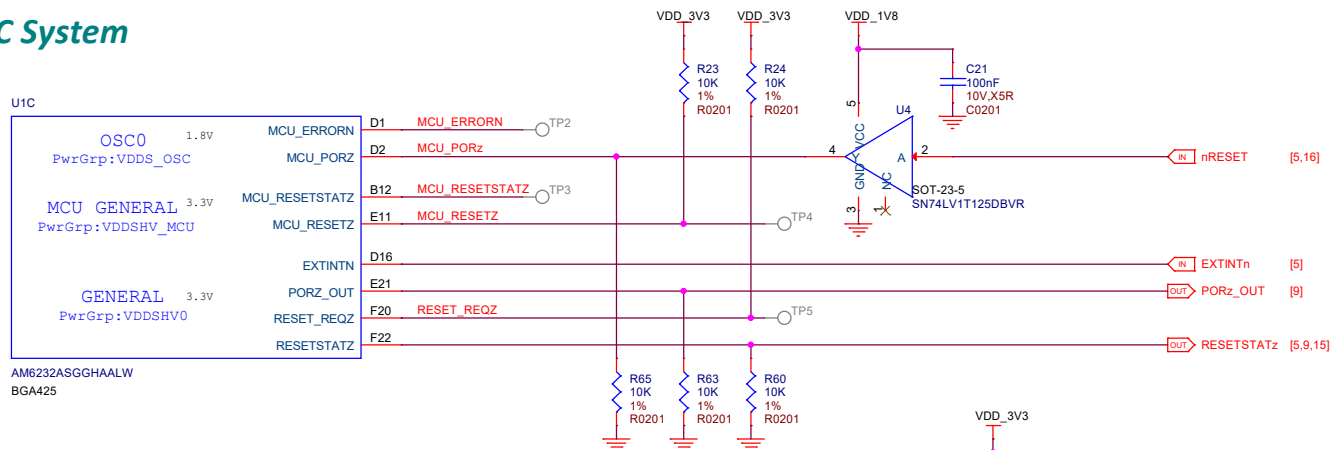 C System
VDD_3V3
VDD_3V3
VDD_1V8
R23
10K
1%
R0201
R24
10K
1%
R0201
C21
100nF
10V,X5R
C0201
U1C
OSC0 1.8V
PwrGrp:VDDS_OSC
MCU GENERAL 3.3V
PwrGrp:VDDSHV_MCU
GENERAL 3.3V
PwrGrp:VDDSHV0
MCU_ERRORN D1 MCU_ERRORN TP2
MCU_PORZ D2 MCU_PORz
MCU_RESETSTATZ B12 MCU_RESETSTATZ TP3
MCU_RESETZ E11 MCU_RESETZ TP4
EXTINTN D16
PORZ_OUT E21
RESET_REQZ F20 RESET_REQZ TP5
RESETSTATZ F22
U4
5
VCC
4
Y
A
2
GND
NC
3
1
SOT-23-5
SN74LV1T125DBVR
IN nRESET [5,16]
IN EXTINTn [5]
OUT PORz_OUT [9]
OUT RESETSTATz [5,9,15]
AM6232ASGGHAALW
BGA425
R65
10K
1%
R0201
R63
10K
1%
R0201
R60
10K
1%
R0201
VDD_3V3